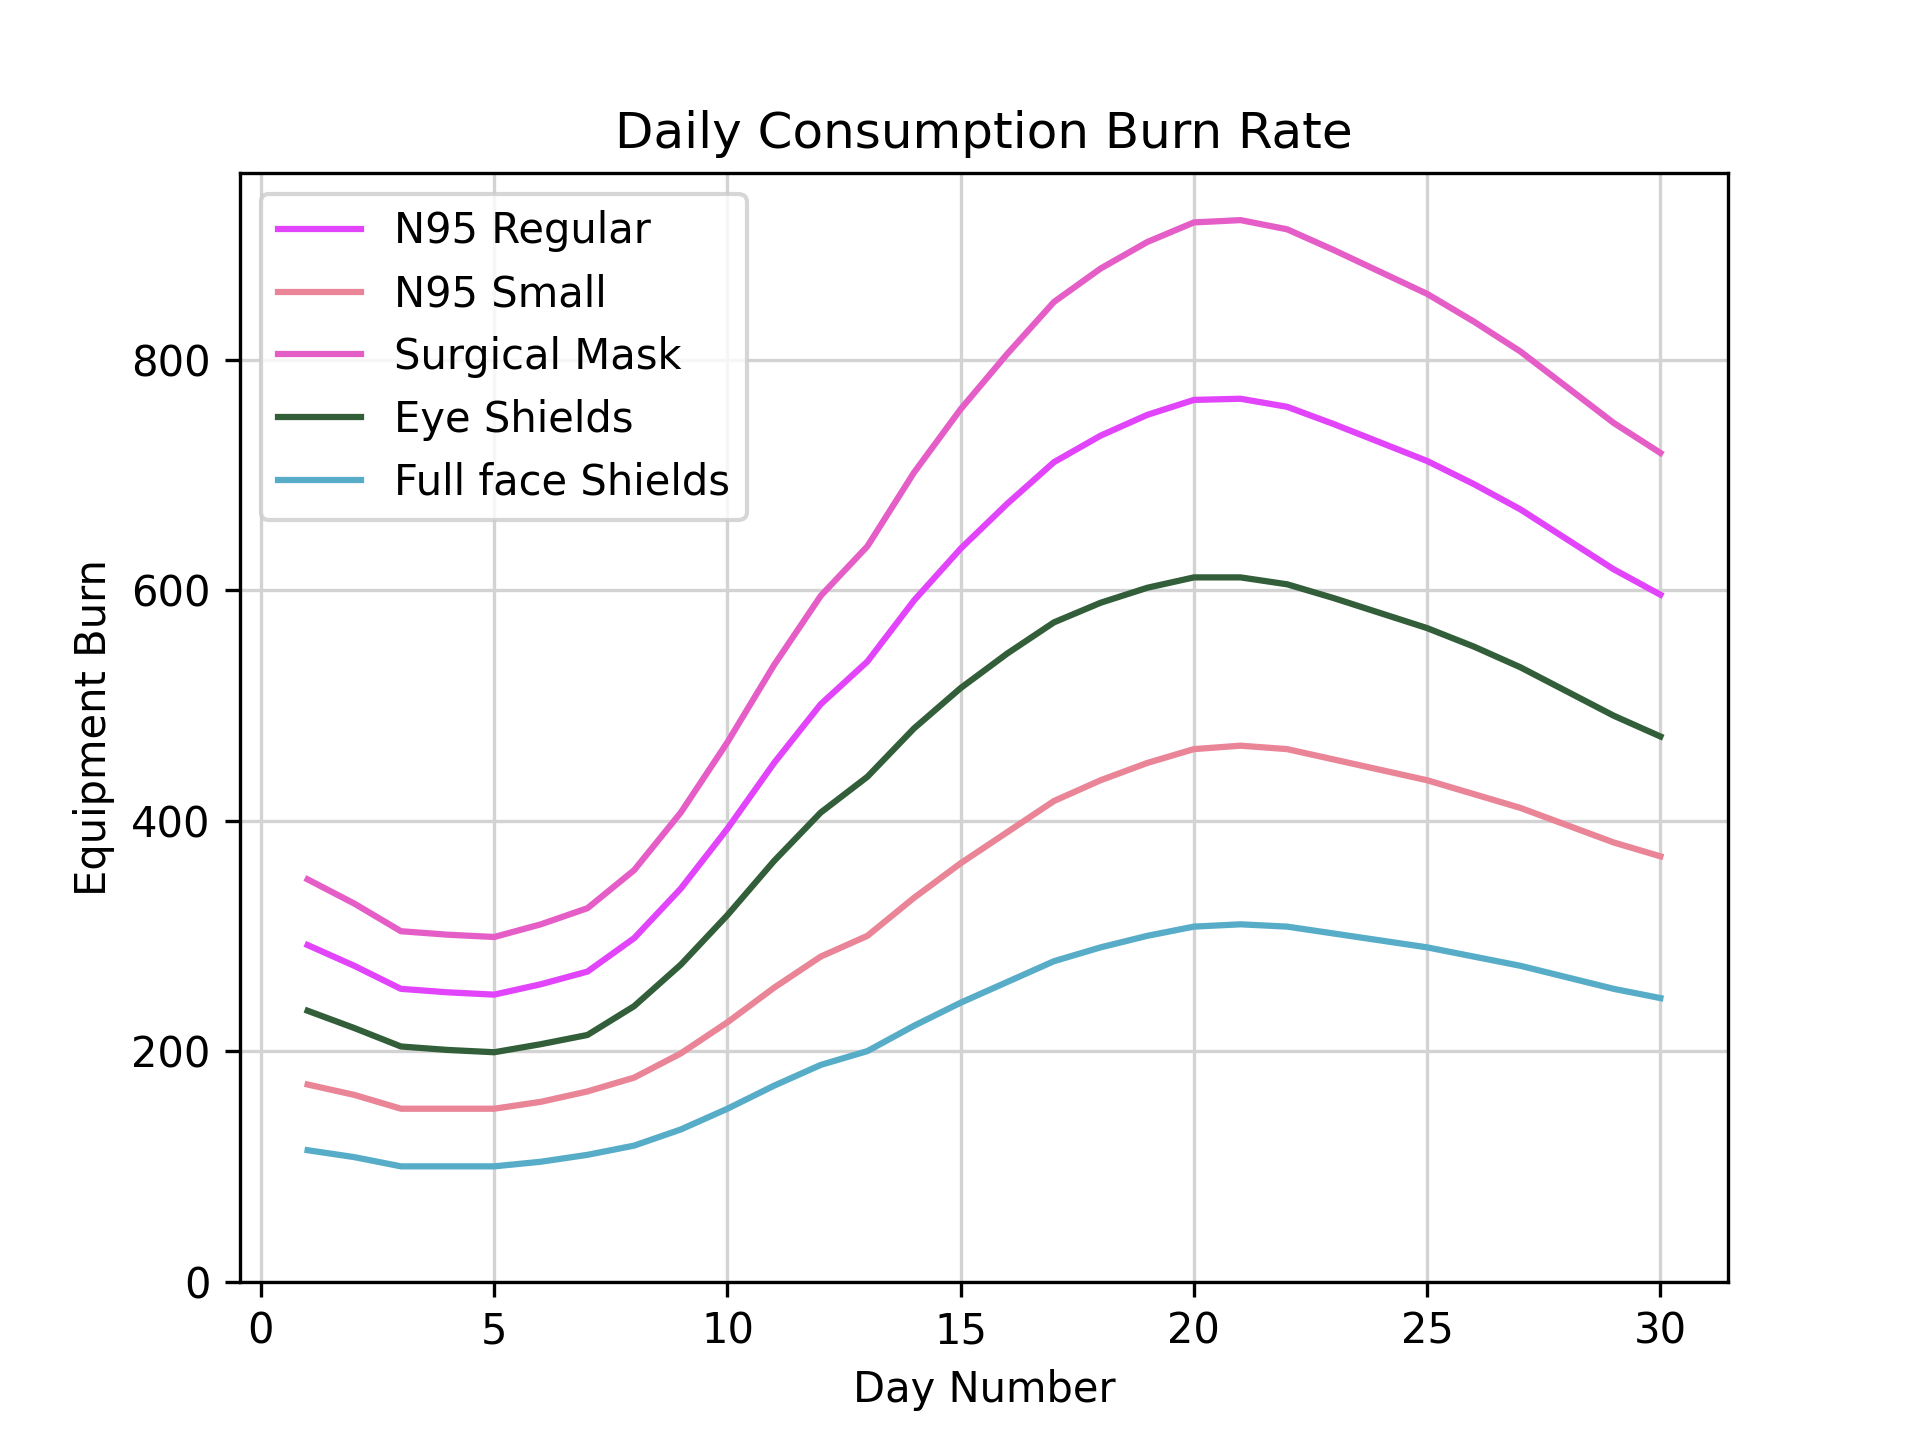 Daily Consumption Burn Rate
N95 Regular
N95 Small
Surgical Mask
Eye Shields
Full face Shields
Equipment Burn
800
600
400
200
0
0 5 10 15 20 25 30
Day Number